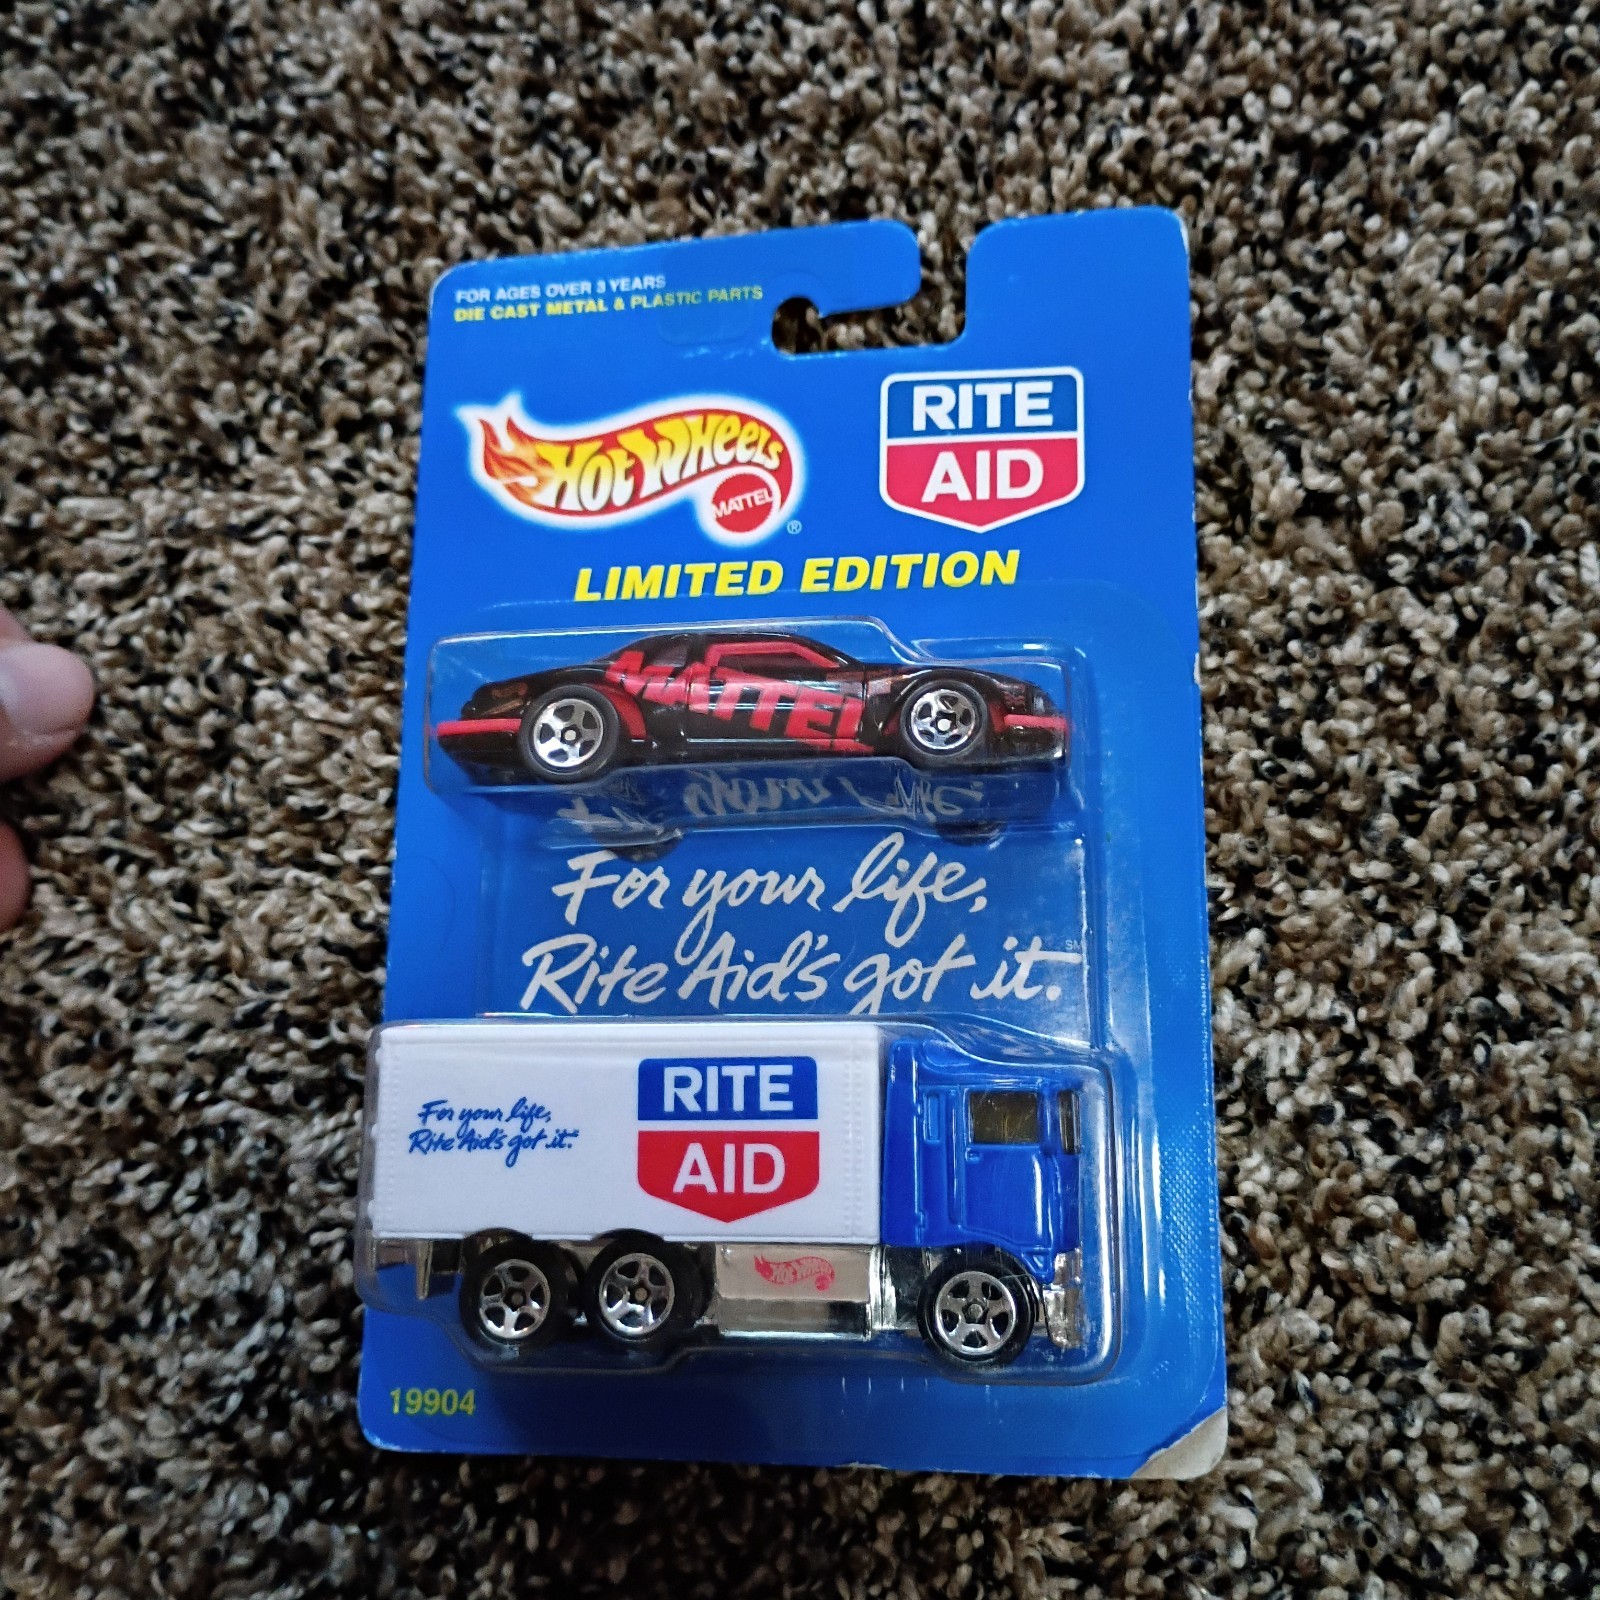 FOR AGES OVER 3 YEARS
DIE CAST METAL & PLASTIC PARTS
HOT WHEELS
MATTEL
®
RITE
AID
LIMITED EDITION
MATTEL
For your life,
Rite Aid's got it.℠
For your life,
Rite Aid's got it.
RITE
AID
Hot Wheels
19904